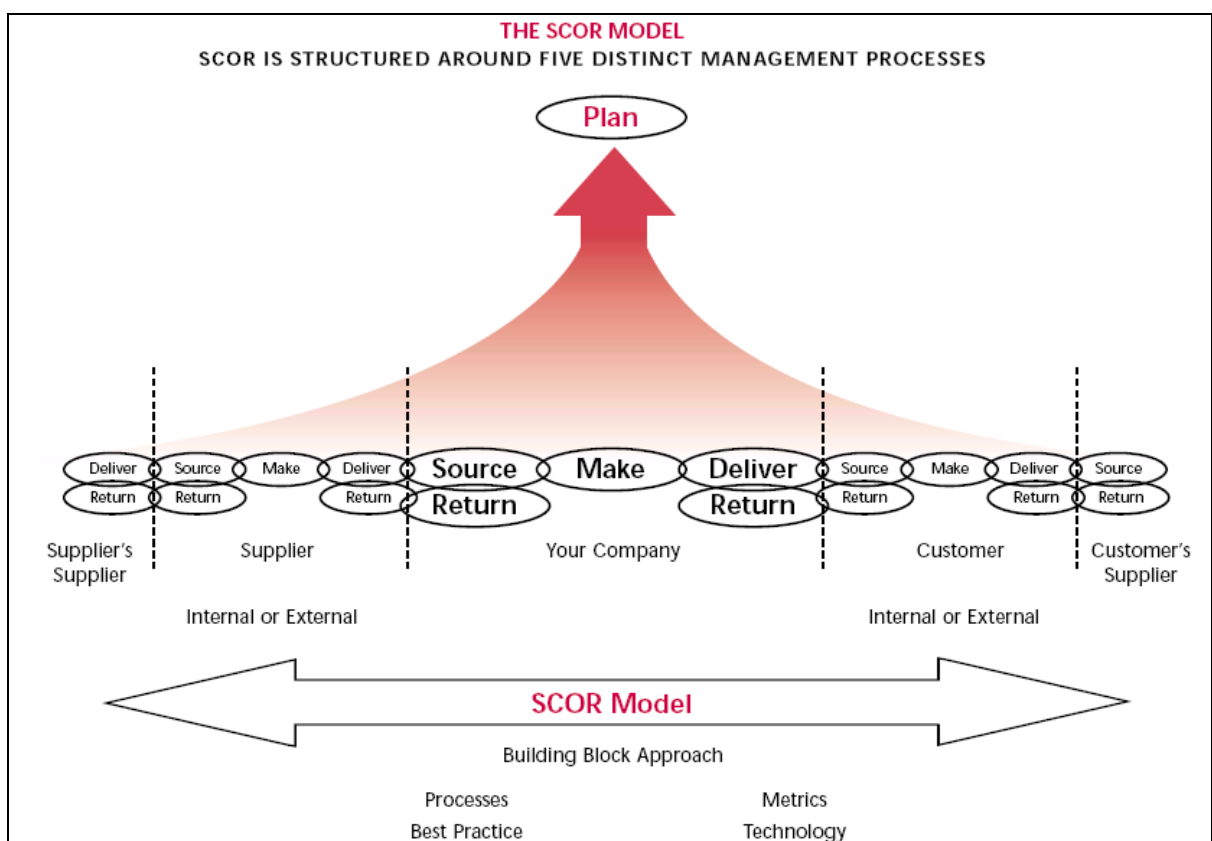 THE SCOR MODEL
SCOR IS STRUCTURED AROUND FIVE DISTINCT MANAGEMENT PROCESSES
Plan
Deliver Source Make Deliver Source Make Deliver Source Make Deliver Source
Return Return Return Return Return Return Return Return
Supplier's Supplier
Supplier
Your Company
Customer
Customer's Supplier
Internal or External Internal or External
SCOR Model
Building Block Approach
Processes Metrics
Best Practice Technology